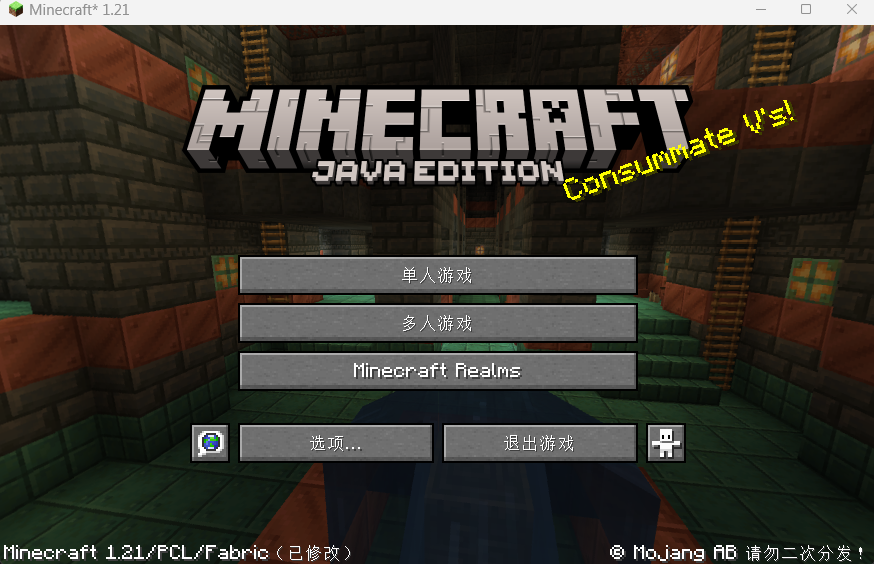 Minecraft* 1.21
MINECRAFT
JAVA EDITION
Consummate V's!
单人游戏
多人游戏
Minecraft Realms
选项...
退出游戏
Minecraft 1.21/PCL/Fabric（已修改）
© Mojang AB 请勿二次分发！